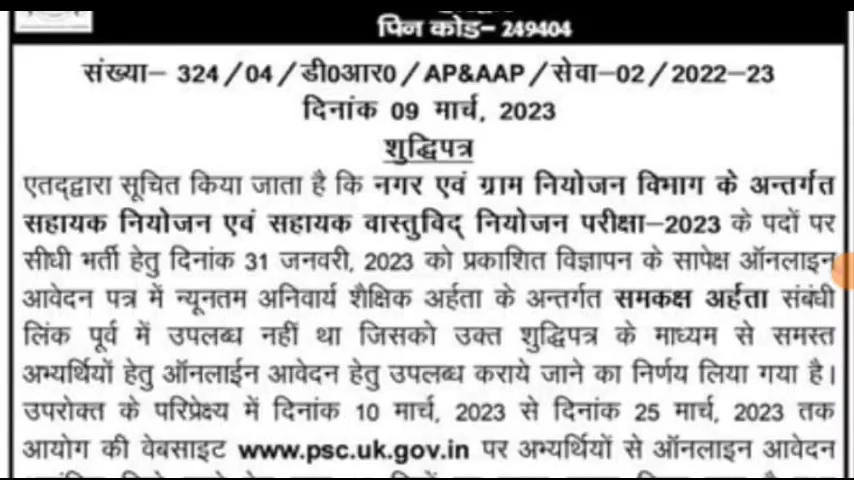 पिन कोड– 249404
संख्या– 324/04/डी0आर0/AP&AAP/सेवा–02/2022–23
दिनांक 09 मार्च, 2023
शुद्धिपत्र
एतद्द्वारा सूचित किया जाता है कि नगर एवं ग्राम नियोजन विभाग के अन्तर्गत
सहायक नियोजन एवं सहायक वास्तुविद् नियोजन परीक्षा–2023 के पदों पर
सीधी भर्ती हेतु दिनांक 31 जनवरी, 2023 को प्रकाशित विज्ञापन के सापेक्ष ऑनलाइन
आवेदन पत्र में न्यूनतम अनिवार्य शैक्षिक अर्हता के अन्तर्गत समकक्ष अर्हता संबंधी
लिंक पूर्व में उपलब्ध नहीं था जिसको उक्त शुद्धिपत्र के माध्यम से समस्त
अभ्यर्थियों हेतु ऑनलाईन आवेदन हेतु उपलब्ध कराये जाने का निर्णय लिया गया है।
उपरोक्त के परिप्रेक्ष्य में दिनांक 10 मार्च, 2023 से दिनांक 25 मार्च, 2023 तक
आयोग की वेबसाइट www.psc.uk.gov.in पर अभ्यर्थियों से ऑनलाइन आवेदन